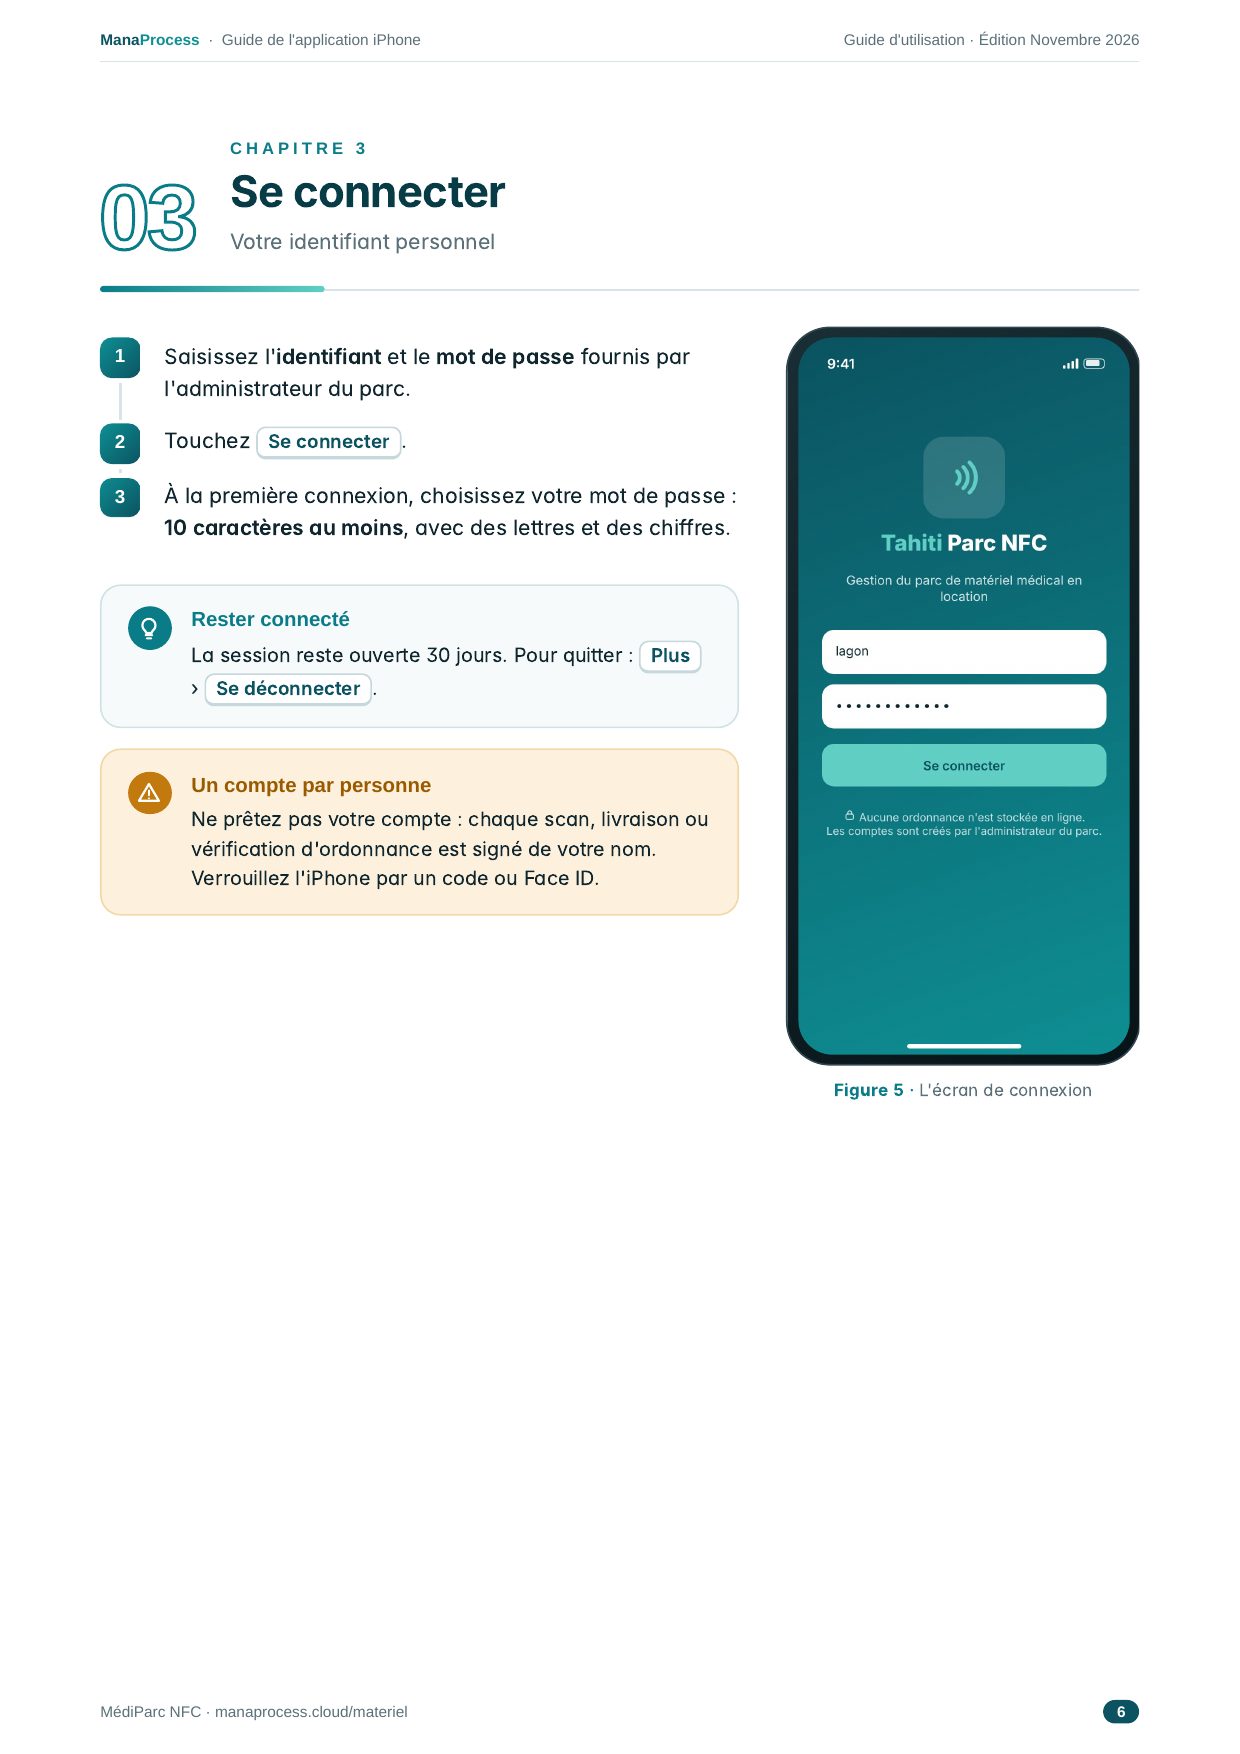 ManaProcess · Guide de l'application iPhone
Guide d'utilisation · Édition Novembre 2026
CHAPITRE 3
03
Se connecter
Votre identifiant personnel
1
Saisissez l'identifiant et le mot de passe fournis par
l'administrateur du parc.
2
Touchez Se connecter.
3
À la première connexion, choisissez votre mot de passe :
10 caractères au moins, avec des lettres et des chiffres.
Rester connecté
La session reste ouverte 30 jours. Pour quitter : Plus
› Se déconnecter.
Un compte par personne
Ne prêtez pas votre compte : chaque scan, livraison ou
vérification d'ordonnance est signé de votre nom.
Verrouillez l'iPhone par un code ou Face ID.
9:41
Tahiti Parc NFC
Gestion du parc de matériel médical en
location
lagon
••••••••••••
Se connecter
Aucune ordonnance n'est stockée en ligne.
Les comptes sont créés par l'administrateur du parc.
Figure 5 · L'écran de connexion
MédiParc NFC · manaprocess.cloud/materiel
6